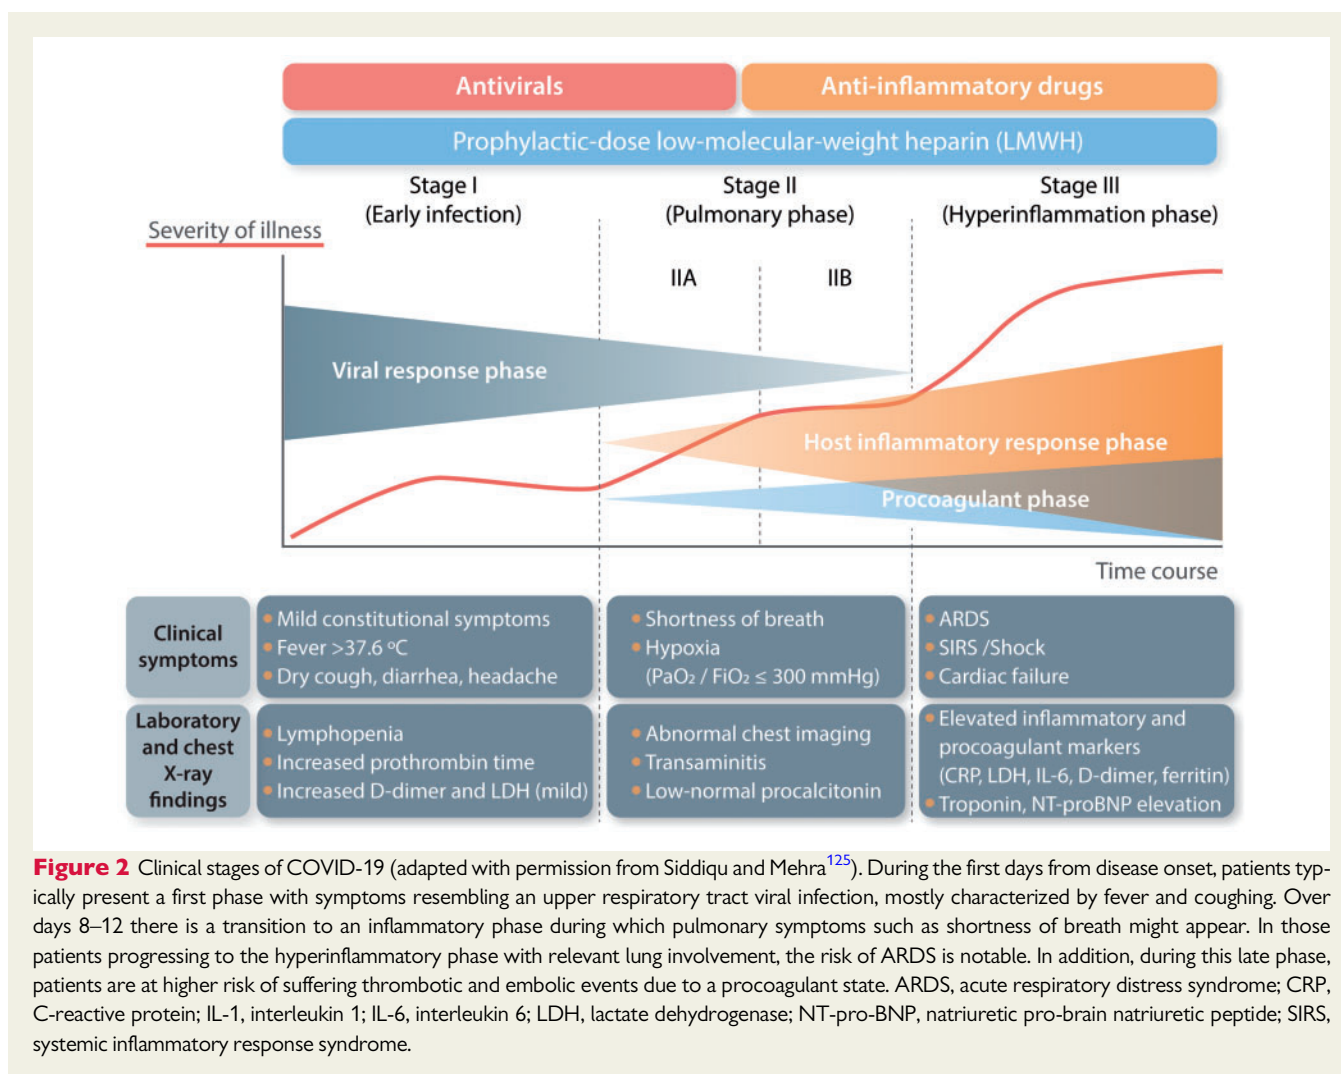 Antivirals
Anti-inflammatory drugs
Prophylactic-dose low-molecular-weight heparin (LMWH)
Stage I
(Early infection)
Stage II
(Pulmonary phase)
Stage III
(Hyperinflammation phase)
Severity of illness
IIA
IIB
Viral response phase
Host inflammatory response phase
Procoagulant phase
Time course
Clinical
symptoms
• Mild constitutional symptoms
• Fever >37.6 ºC
• Dry cough, diarrhea, headache
• Shortness of breath
• Hypoxia
(PaO₂ / FiO₂ ≤ 300 mmHg)
• ARDS
• SIRS /Shock
• Cardiac failure
Laboratory
and chest
X-ray
findings
• Lymphopenia
• Increased prothrombin time
• Increased D-dimer and LDH (mild)
• Abnormal chest imaging
• Transaminitis
• Low-normal procalcitonin
• Elevated inflammatory and
procoagulant markers
(CRP, LDH, IL-6, D-dimer, ferritin)
• Troponin, NT-proBNP elevation
Figure 2 Clinical stages of COVID-19 (adapted with permission from Siddiqu and Mehra125). During the first days from disease onset, patients typ-
ically present a first phase with symptoms resembling an upper respiratory tract viral infection, mostly characterized by fever and coughing. Over
days 8–12 there is a transition to an inflammatory phase during which pulmonary symptoms such as shortness of breath might appear. In those
patients progressing to the hyperinflammatory phase with relevant lung involvement, the risk of ARDS is notable. In addition, during this late phase,
patients are at higher risk of suffering thrombotic and embolic events due to a procoagulant state. ARDS, acute respiratory distress syndrome; CRP,
C-reactive protein; IL-1, interleukin 1; IL-6, interleukin 6; LDH, lactate dehydrogenase; NT-pro-BNP, natriuretic pro-brain natriuretic peptide; SIRS,
systemic inflammatory response syndrome.